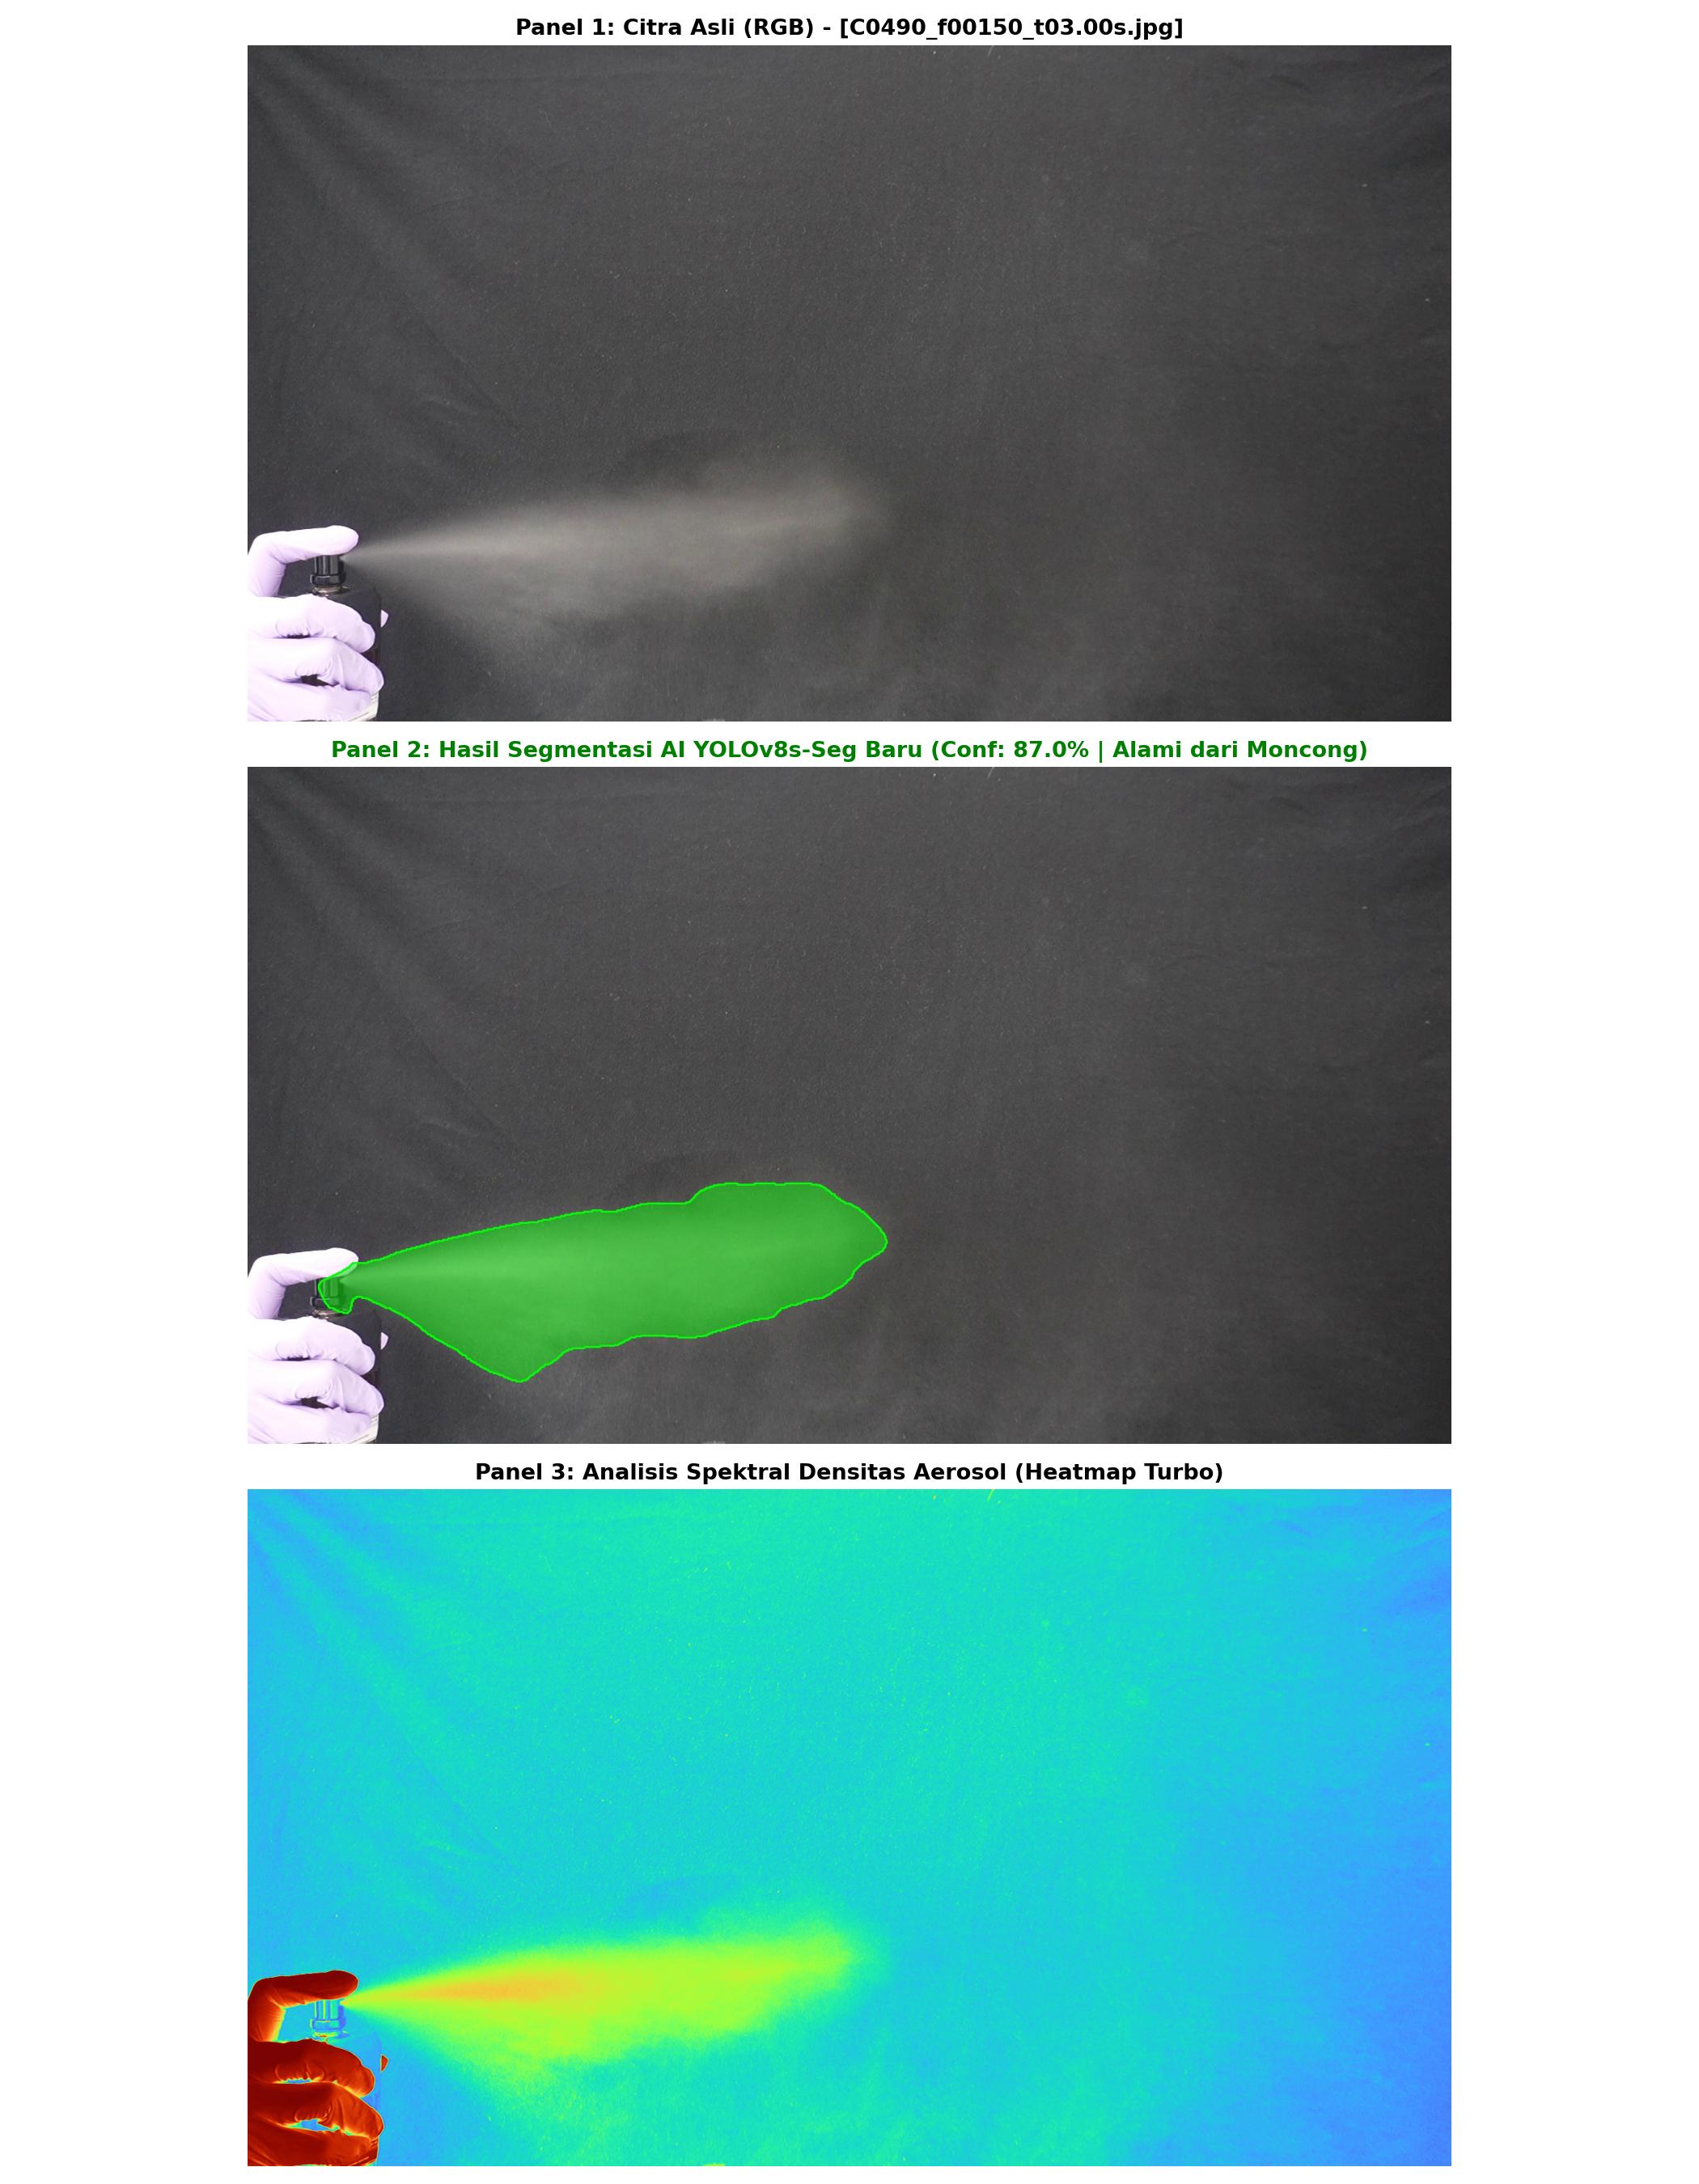 Panel 1: Citra Asli (RGB) - [C0490_f00150_t03.00s.jpg]
Panel 2: Hasil Segmentasi AI YOLOv8s-Seg Baru (Conf: 87.0% | Alami dari Moncong)
Panel 3: Analisis Spektral Densitas Aerosol (Heatmap Turbo)